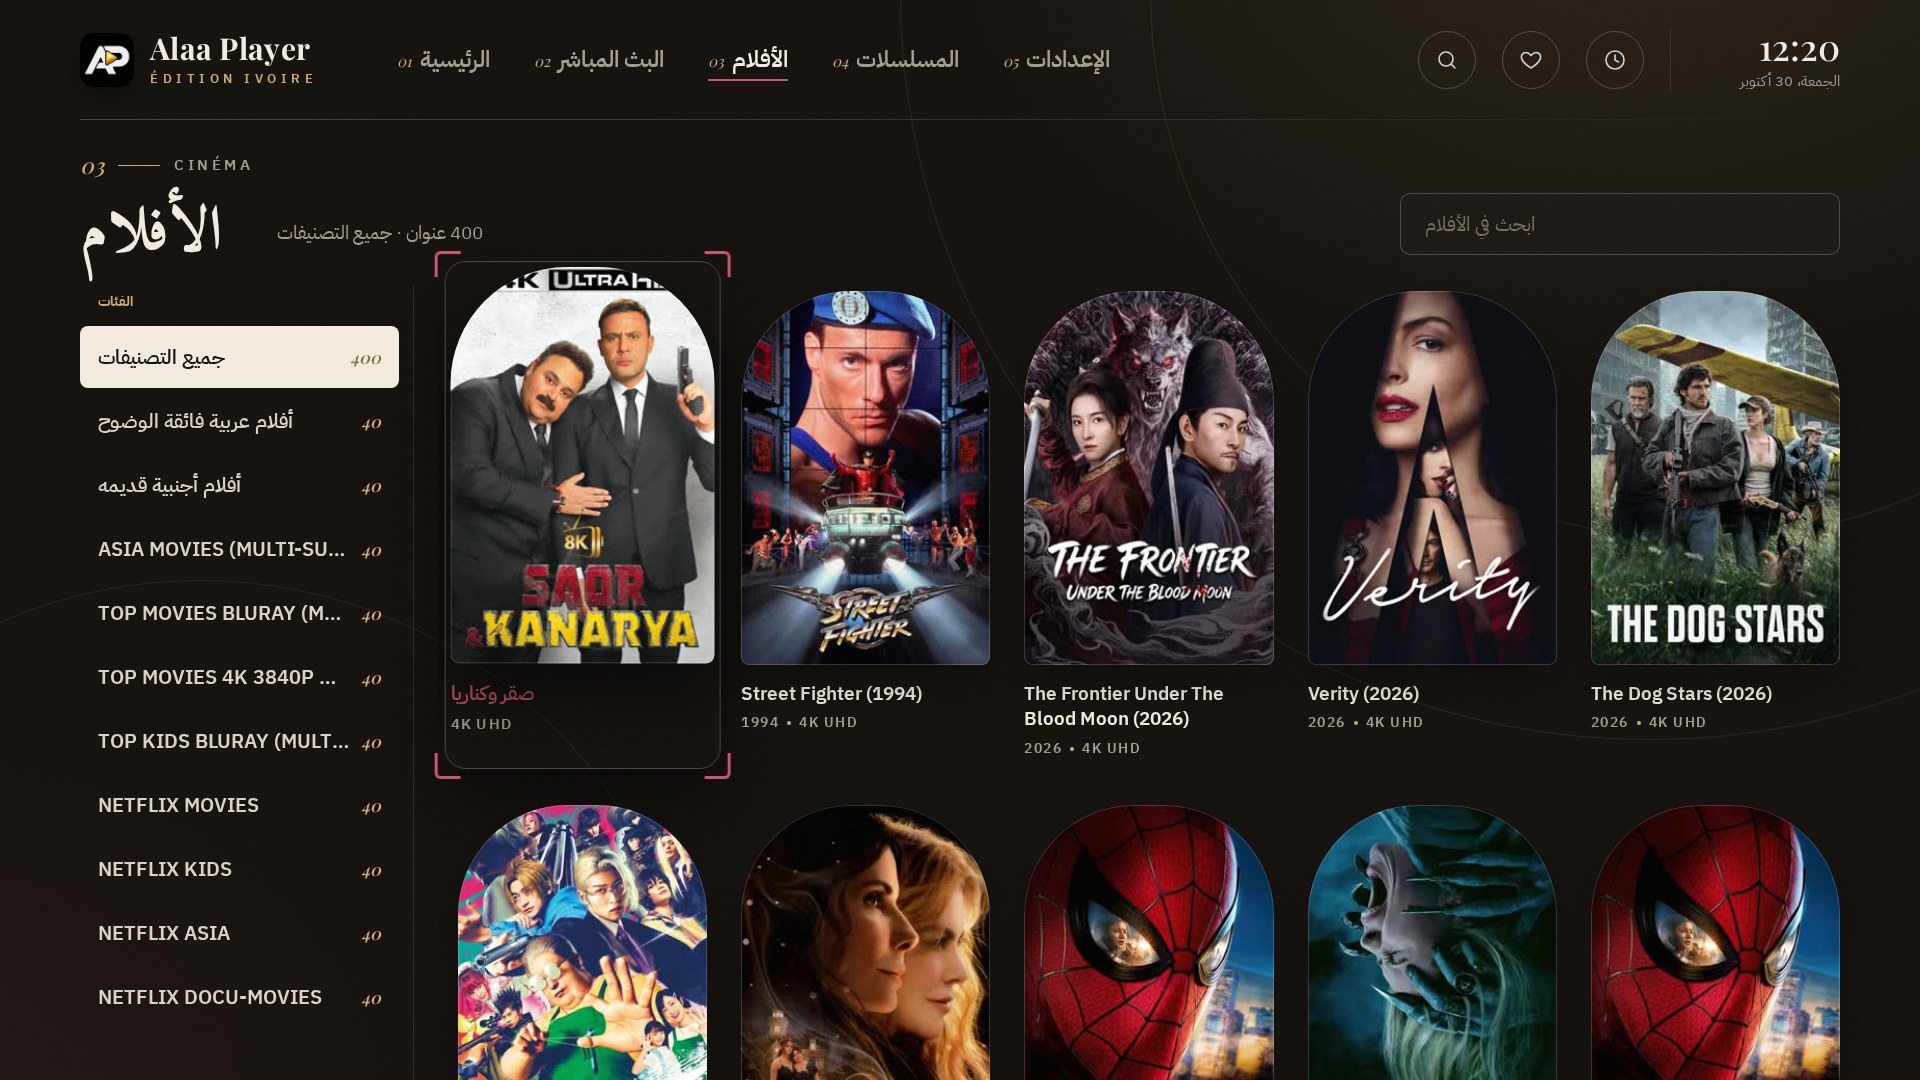 Alaa Player
ÉDITION IVOIRE
01 الرئيسية
02 البث المباشر
03 الأفلام
04 المسلسلات
05 الإعدادات
12:20
الجمعة، 30 أكتوبر
03 CINÉMA
الأفلام
400 عنوان · جميع التصنيفات
ابحث في الأفلام
الفئات
جميع التصنيفات 400
أفلام عربية فائقة الوضوح 40
أفلام أجنبية قديمه 40
ASIA MOVIES (MULTI-SU... 40
TOP MOVIES BLURAY (M... 40
TOP MOVIES 4K 3840P ... 40
TOP KIDS BLURAY (MULT... 40
NETFLIX MOVIES 40
NETFLIX KIDS 40
NETFLIX ASIA 40
NETFLIX DOCU-MOVIES 40
ULTRA
8K
SAQR
& KANARYA
صقر وكناريا
4K UHD
STREET
FIGHTER
Street Fighter (1994)
1994 • 4K UHD
THE FRONTIER
UNDER THE BLOOD MOON
The Frontier Under The
Blood Moon (2026)
2026 • 4K UHD
Verity
Verity (2026)
2026 • 4K UHD
THE DOG STARS
The Dog Stars (2026)
2026 • 4K UHD